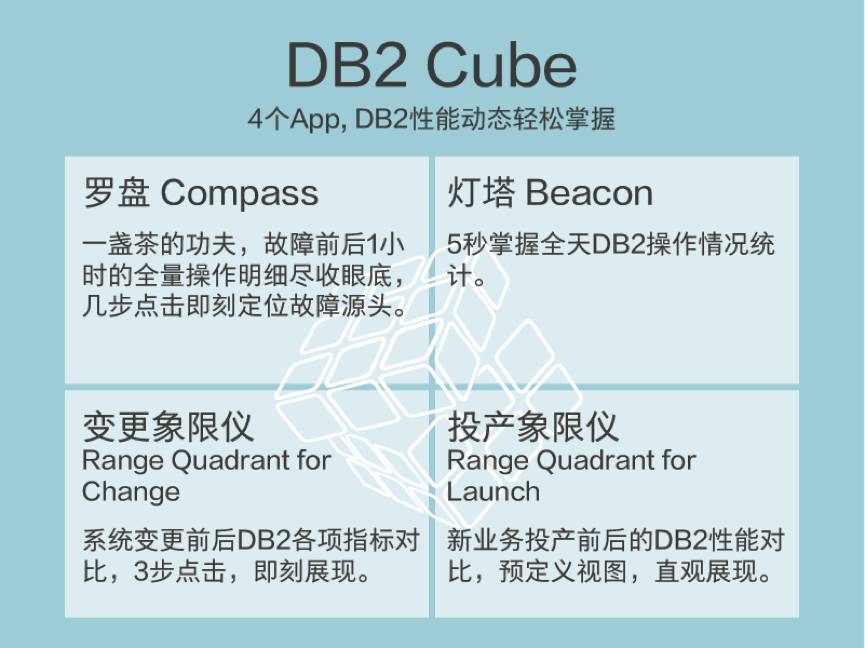 DB2 Cube
4个App, DB2性能动态轻松掌握
罗盘 Compass
一盏茶的功夫，故障前后1小
时的全量操作明细尽收眼底，
几步点击即刻定位故障源头。
灯塔 Beacon
5秒掌握全天DB2操作情况统
计。
变更象限仪
Range Quadrant for
Change
系统变更前后DB2各项指标对
比，3步点击，即刻展现。
投产象限仪
Range Quadrant for
Launch
新业务投产前后的DB2性能对
比，预定义视图，直观展现。